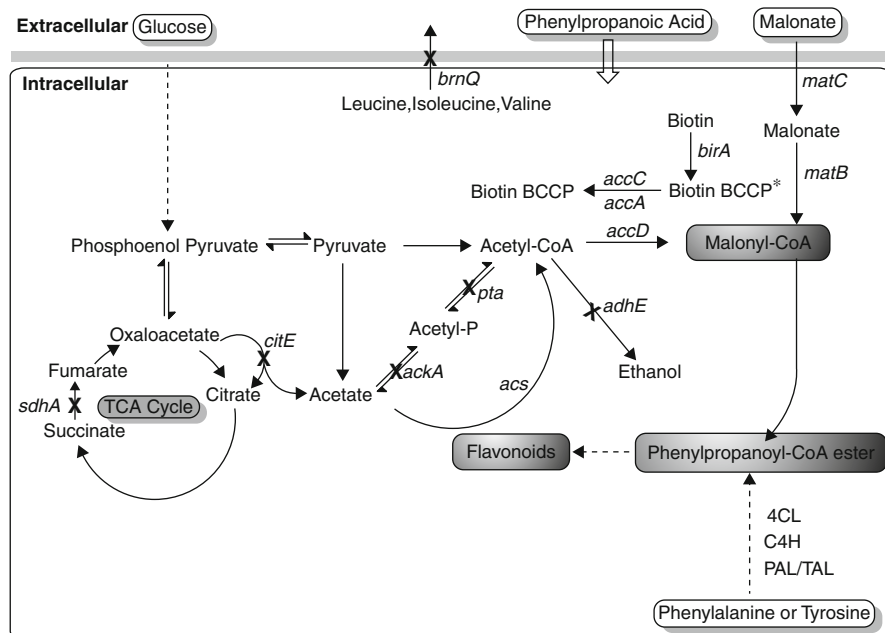 Extracellular
Glucose
Phenylpropanoic Acid
Malonate
Intracellular
brnQ
matC
Leucine,Isoleucine,Valine
Biotin
Malonate
birA
accC
matB
Biotin BCCP
Biotin BCCP*
accA
Phosphoenol Pyruvate
Pyruvate
Acetyl-CoA
accD
Malonyl-CoA
pta
adhE
Oxaloacetate
citE
Acetyl-P
Fumarate
ackA
Ethanol
Citrate
Acetate
acs
sdhA
TCA Cycle
Succinate
Flavonoids
Phenylpropanoyl-CoA ester
4CL
C4H
PAL/TAL
Phenylalanine or Tyrosine